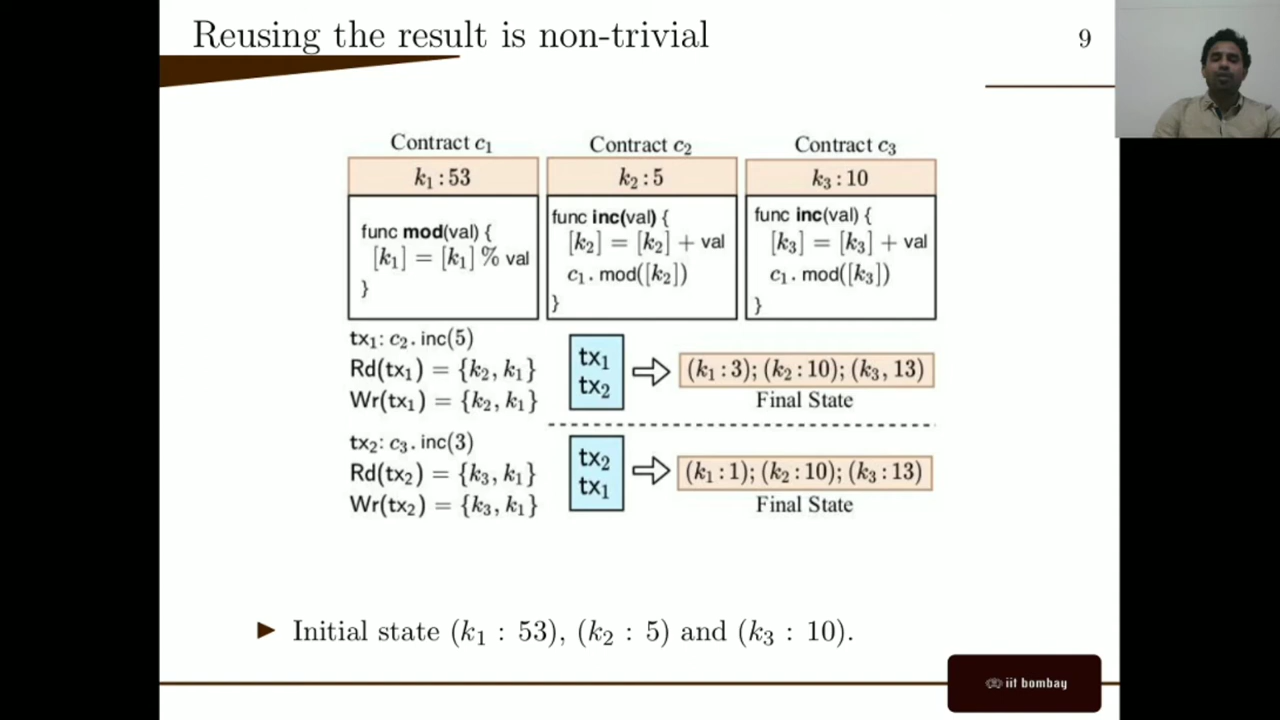 Reusing the result is non-trivial
9
Contract c₁
Contract c₂
Contract c₃
k₁ : 53
k₂ : 5
k₃ : 10
func mod(val) {
[k₁] = [k₁] % val
}
func inc(val) {
[k₂] = [k₂] + val
c₁ . mod([k₂])
}
func inc(val) {
[k₃] = [k₃] + val
c₁ . mod([k₃])
}
tx₁: c₂ . inc(5)
Rd(tx₁) = {k₂, k₁}
Wr(tx₁) = {k₂, k₁}
tx₁
tx₂
(k₁ : 3); (k₂ : 10); (k₃, 13)
Final State
tx₂: c₃ . inc(3)
Rd(tx₂) = {k₃, k₁}
Wr(tx₂) = {k₃, k₁}
tx₂
tx₁
(k₁ : 1); (k₂ : 10); (k₃ : 13)
Final State
▶ Initial state (k₁ : 53), (k₂ : 5) and (k₃ : 10).
iit bombay